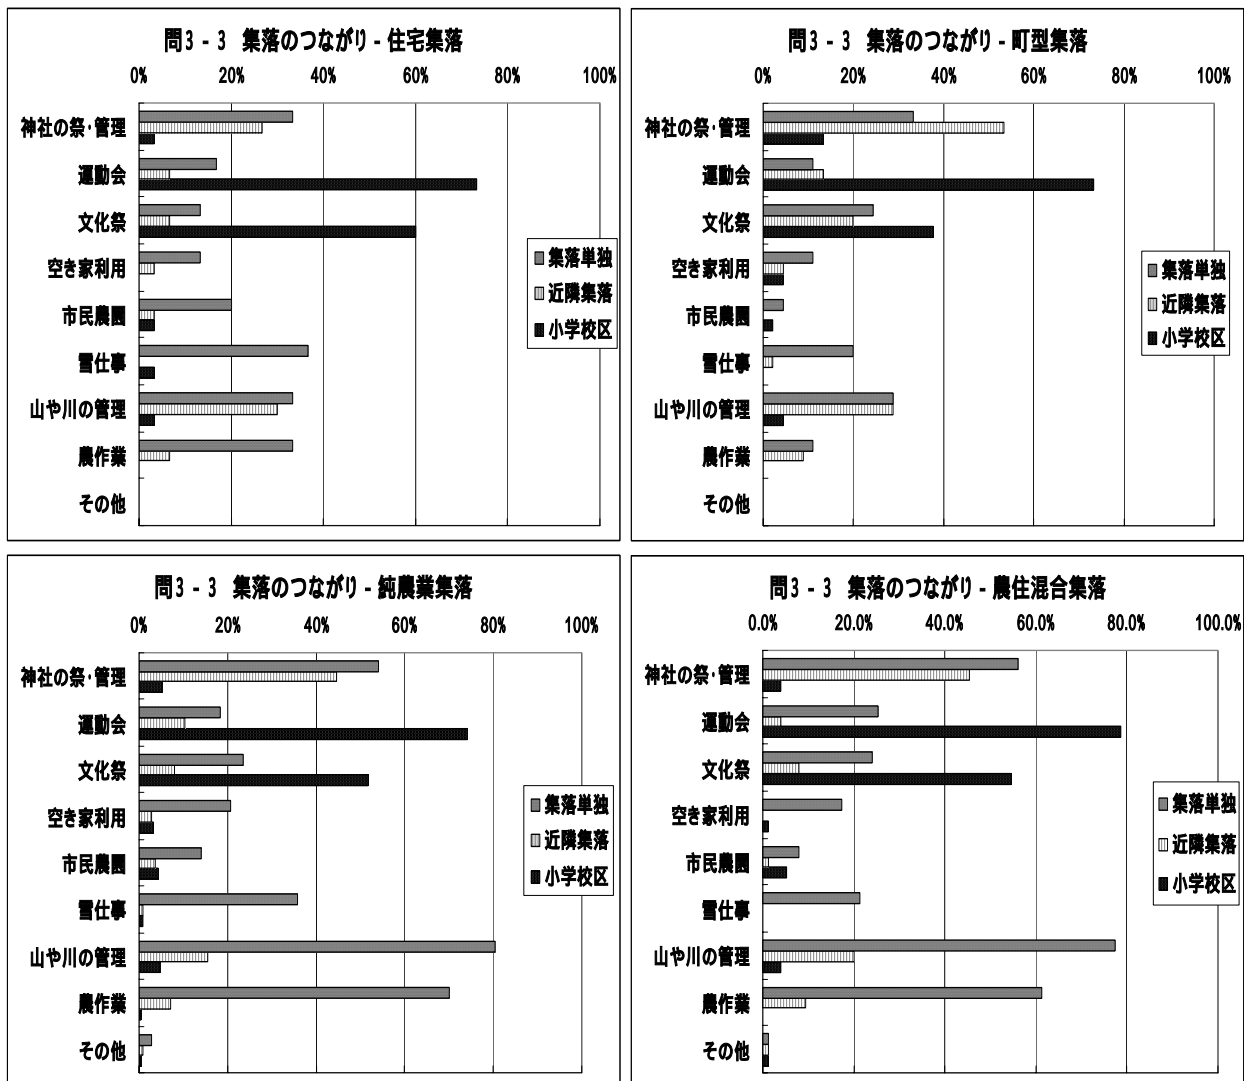 問3 - 3 集落のつながり - 住宅集落
0% 20% 40% 60% 80% 100%
神社の祭・管理
運動会
文化祭
空き家利用
市民農園
雪仕事
山や川の管理
農作業
その他
集落単独
近隣集落
小学校区
問3 - 3 集落のつながり - 町型集落
0% 20% 40% 60% 80% 100%
神社の祭・管理
運動会
文化祭
空き家利用
市民農園
雪仕事
山や川の管理
農作業
その他
集落単独
近隣集落
小学校区
問3 - 3 集落のつながり - 純農業集落
0% 20% 40% 60% 80% 100%
神社の祭・管理
運動会
文化祭
空き家利用
市民農園
雪仕事
山や川の管理
農作業
その他
集落単独
近隣集落
小学校区
問3 - 3 集落のつながり - 農住混合集落
0.0% 20.0% 40.0% 60.0% 80.0% 100.0%
神社の祭・管理
運動会
文化祭
空き家利用
市民農園
雪仕事
山や川の管理
農作業
その他
集落単独
近隣集落
小学校区